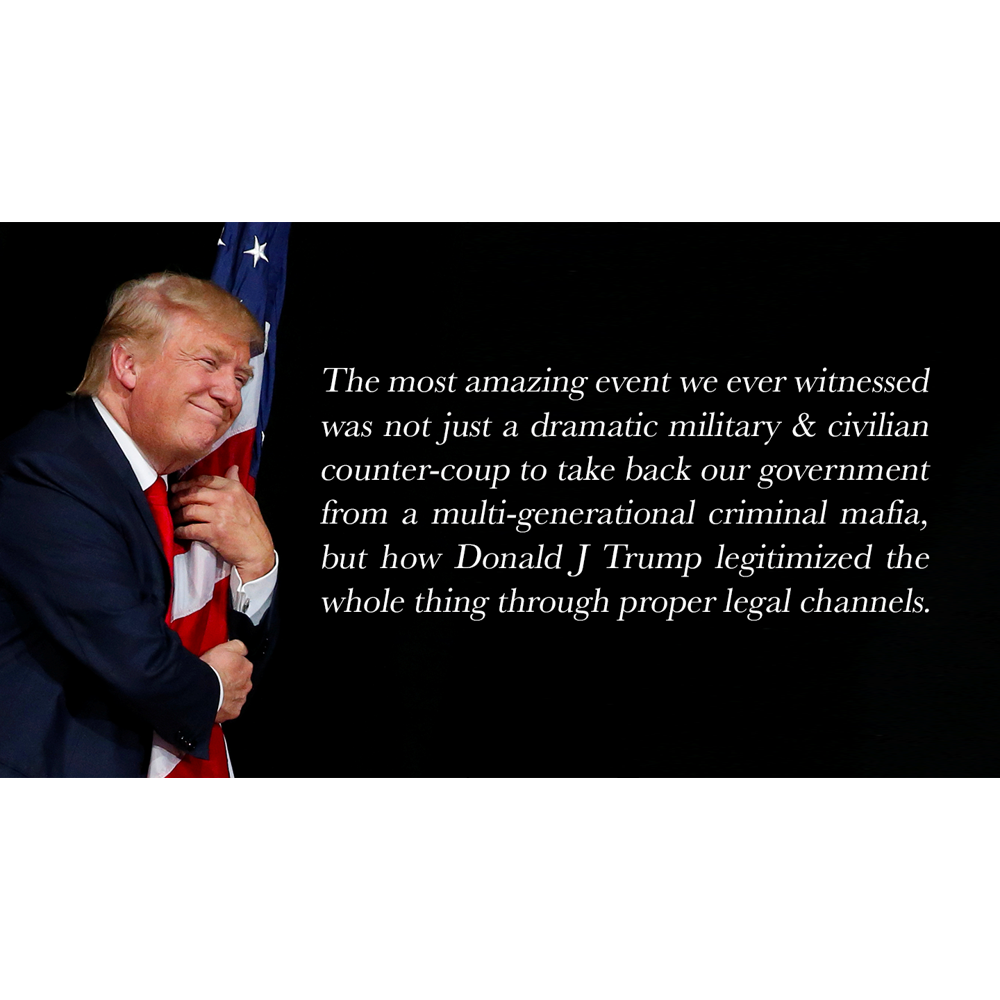 The most amazing event we ever witnessed
was not just a dramatic military & civilian
counter-coup to take back our government
from a multi-generational criminal mafia,
but how Donald J Trump legitimized the
whole thing through proper legal channels.